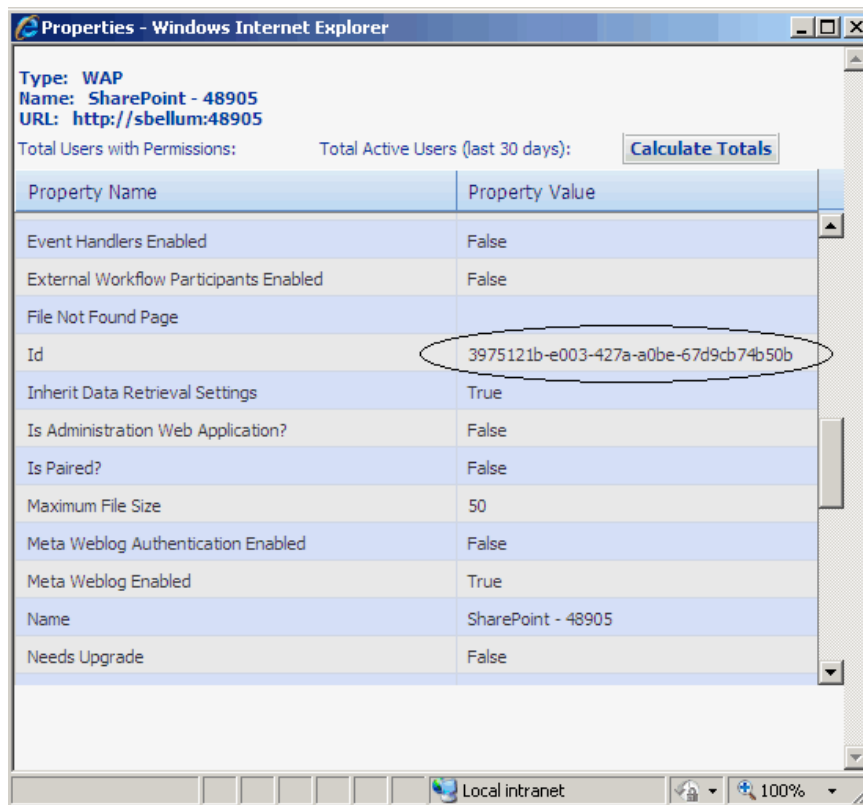 Properties - Windows Internet Explorer
Type: WAP
Name: SharePoint - 48905
URL: http://sbellum:48905
Total Users with Permissions: Total Active Users (last 30 days): Calculate Totals
Property Name Property Value
Event Handlers Enabled False
External Workflow Participants Enabled False
File Not Found Page
Id 3975121b-e003-427a-a0be-67d9cb74b50b
Inherit Data Retrieval Settings True
Is Administration Web Application? False
Is Paired? False
Maximum File Size 50
Meta Weblog Authentication Enabled False
Meta Weblog Enabled True
Name SharePoint - 48905
Needs Upgrade False
Local intranet 100%